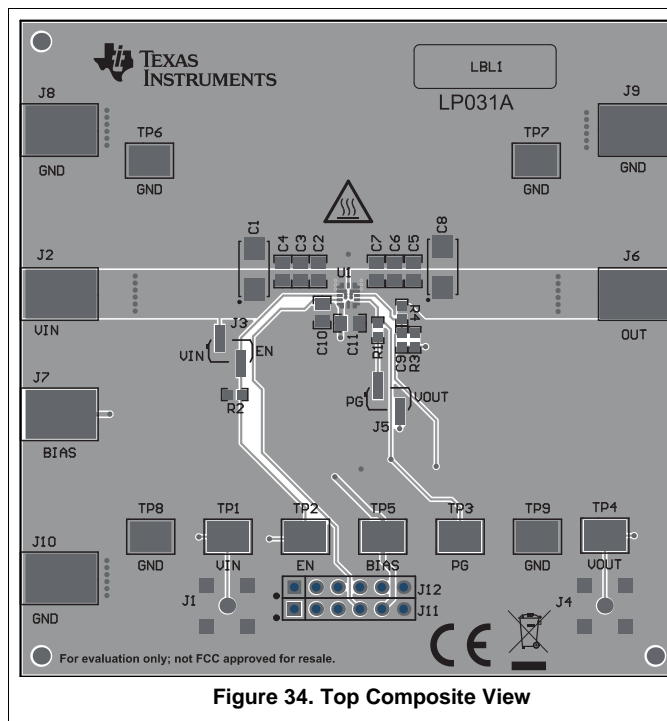 TEXAS
INSTRUMENTS
LBL1
LP031A
J8
GND
TP6
GND
TP7
GND
J9
GND
C1
C4
C3
C2
C7
C6
C5
C8
U1
J2
VIN
J6
OUT
J3
VIN
EN
C10
C11
R1
R4
C9
R3
R2
PG
VOUT
J5
J7
BIAS
TP8
GND
TP1
VIN
TP2
EN
TP5
BIAS
TP3
PG
TP9
GND
TP4
VOUT
J10
GND
J1
J12
J11
J4
CE
For evaluation only; not FCC approved for resale.
Figure 34. Top Composite View